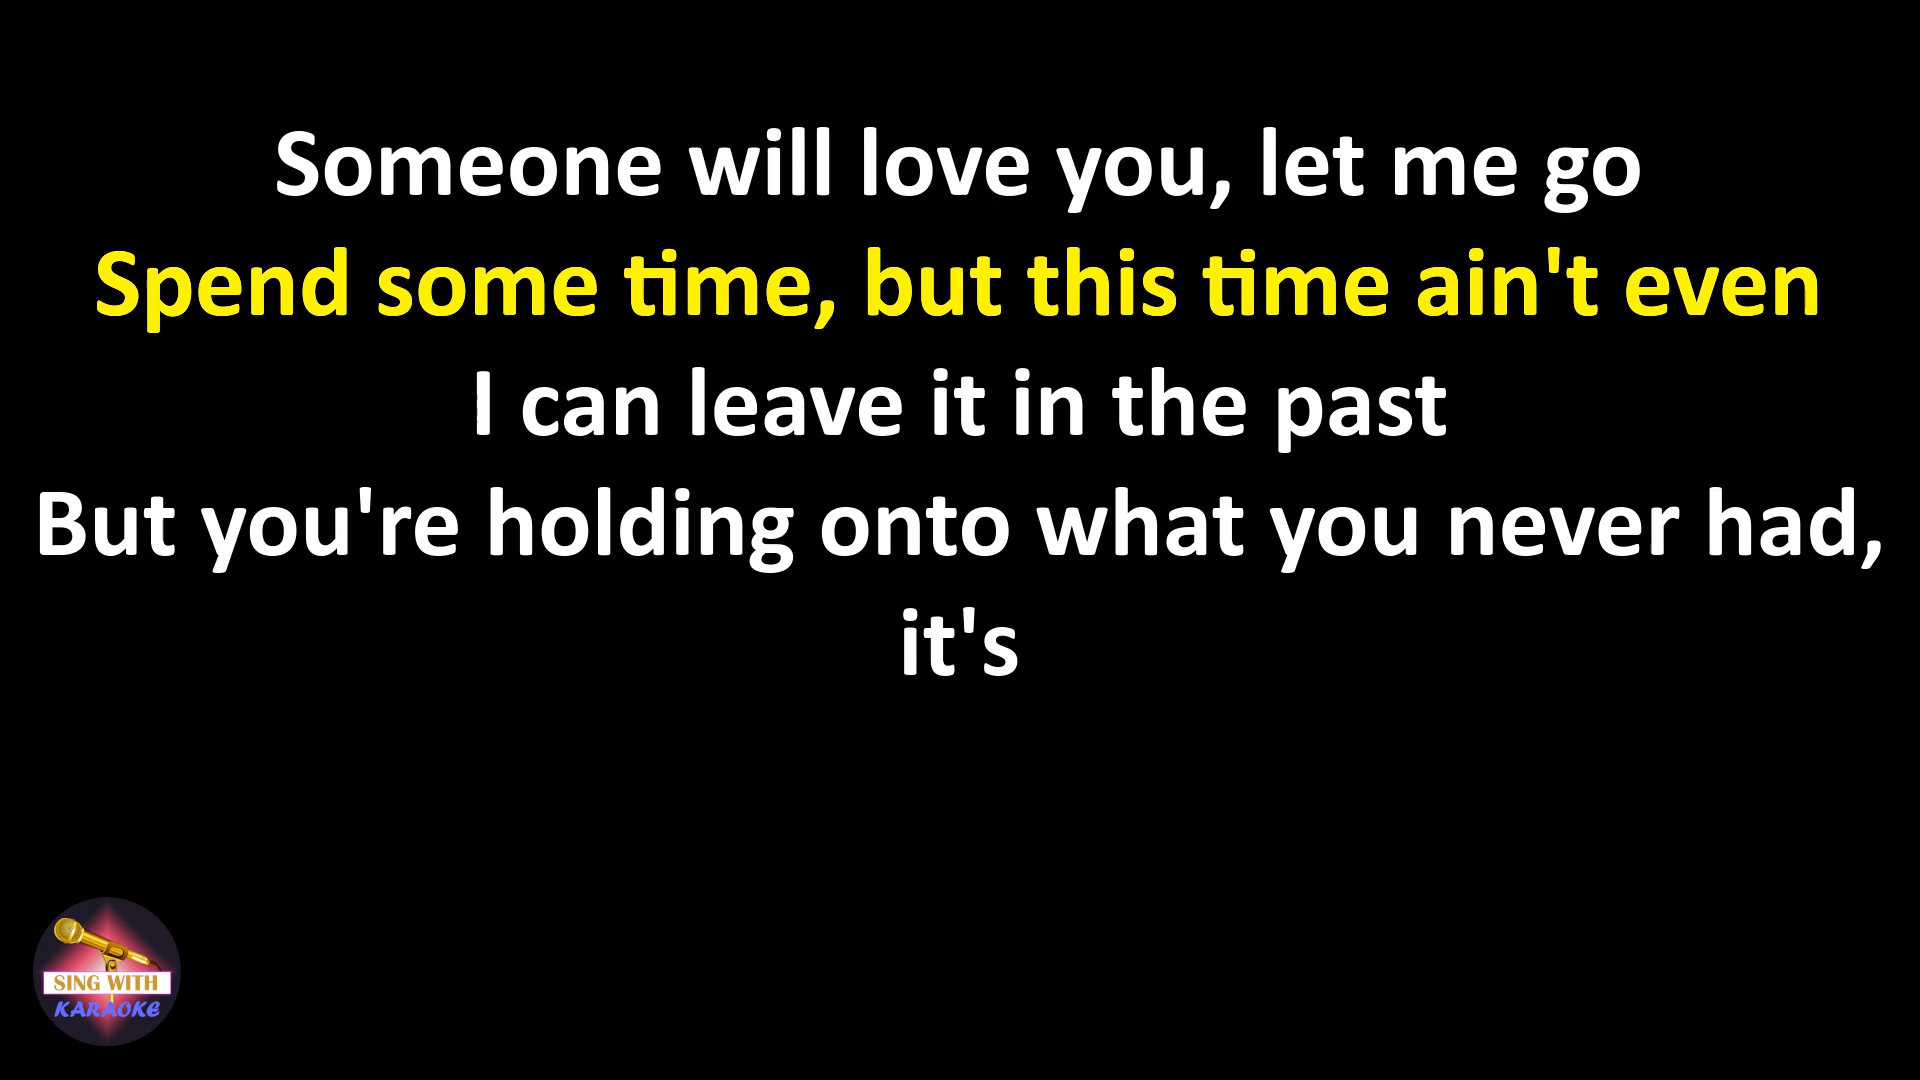 Someone will love you, let me go
Spend some time, but this time ain't even
I can leave it in the past
But you're holding onto what you never had,
it's
SING WITH
KARAOKE